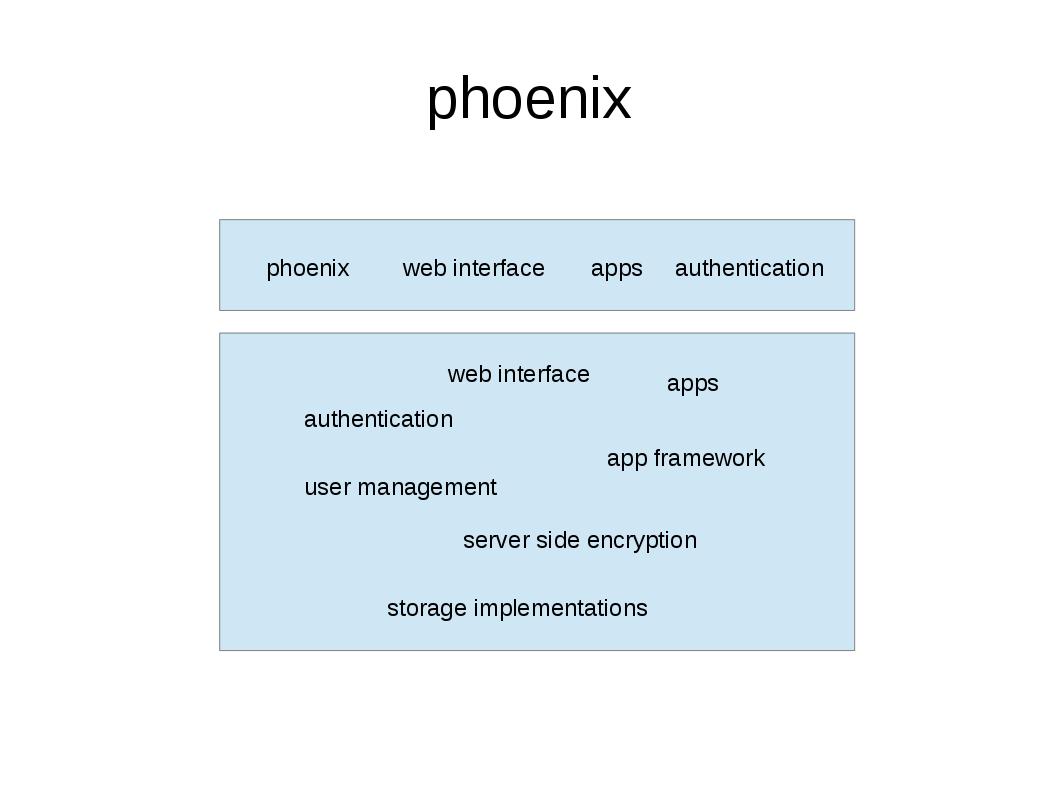 phoenix
phoenix web interface apps authentication
web interface
apps
authentication
app framework
user management
server side encryption
storage implementations